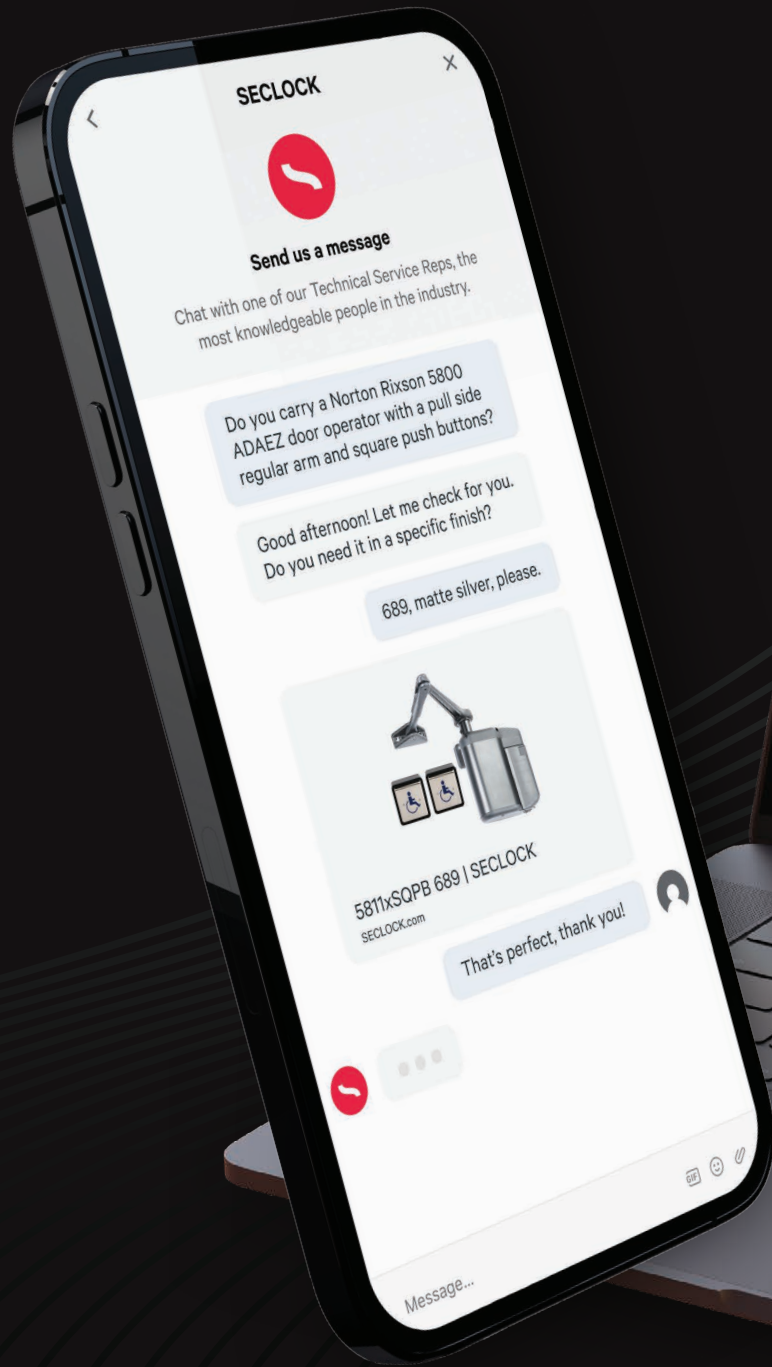 SECLOCK
Send us a message
Chat with one of our Technical Service Reps, the
most knowledgeable people in the industry.
Do you carry a Norton Rixson 5800
ADAEZ door operator with a pull side
regular arm and square push buttons?
Good afternoon! Let me check for you.
Do you need it in a specific finish?
689, matte silver, please.
5811xSQPB 689 | SECLOCK
SECLOCK.com
That's perfect, thank you!
GIF
Message...